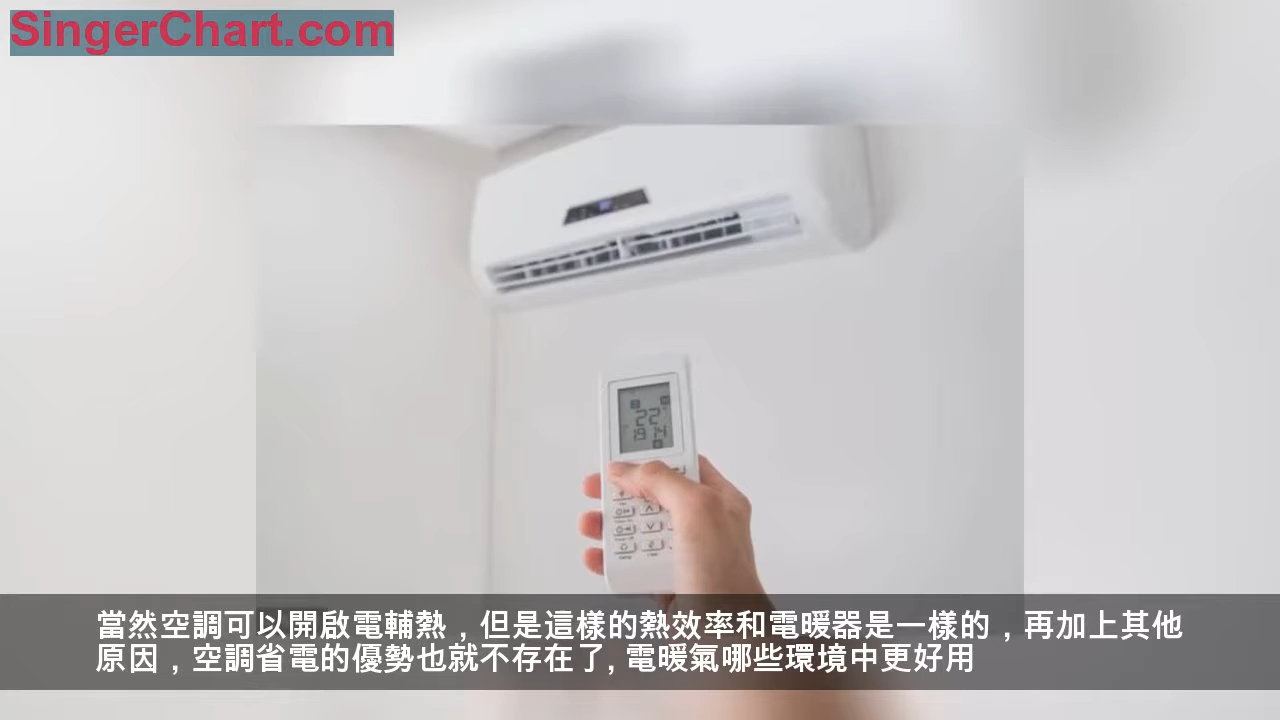 SingerChart.com
22
當然空調可以開啟電輔熱，但是這樣的熱效率和電暖器是一樣的，再加上其他
原因，空調省電的優勢也就不存在了, 電暖氣哪些環境中更好用